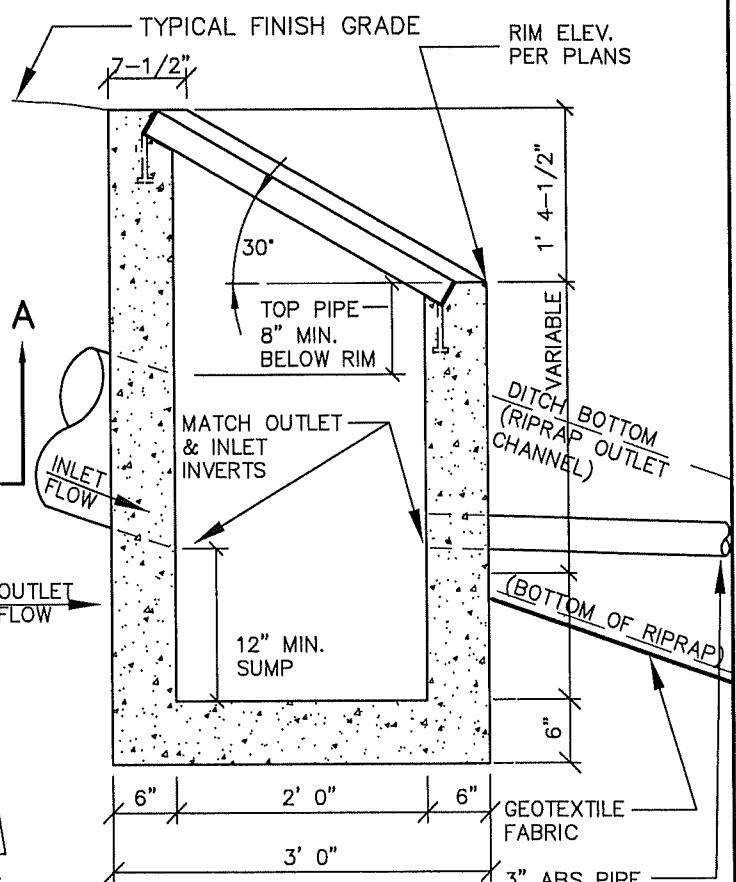 TYPICAL FINISH GRADE
RIM ELEV.
PER PLANS
7-1/2"
1' 4-1/2"
30°
A
TOP PIPE
8" MIN.
BELOW RIM
VARIABLE
DITCH BOTTOM
(RIPRAP OUTLET
CHANNEL)
MATCH OUTLET
& INLET
INVERTS
INLET
FLOW
OUTLET
FLOW
(BOTTOM OF RIPRAP)
12" MIN.
SUMP
6"
6"
2' 0"
6"
GEOTEXTILE
FABRIC
3' 0"
3" ABS PIPE